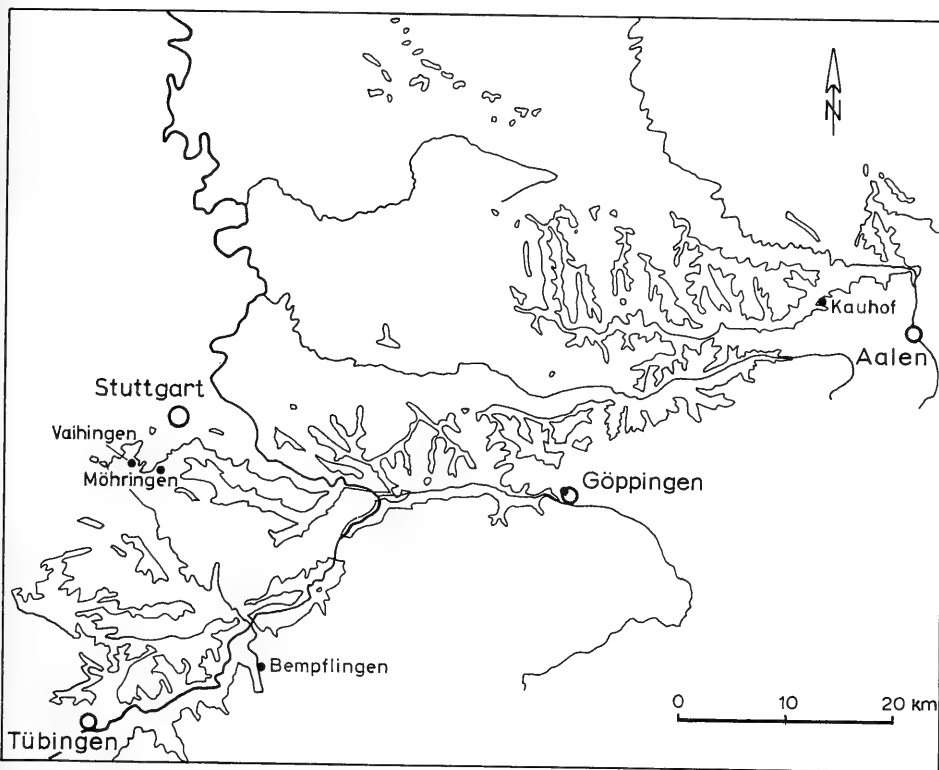 N
Kauhof
Aalen
Stuttgart
Vaihingen
Möhringen
Göppingen
Bempflingen
0 10 20 km
Tübingen